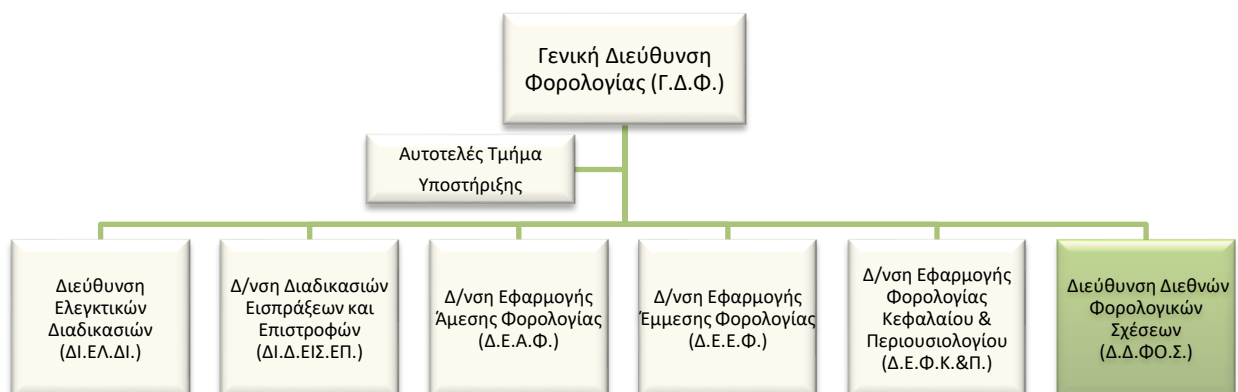 Γενική Διεύθυνση
Φορολογίας (Γ.Δ.Φ.)
Αυτοτελές Τμήμα
Υποστήριξης
Διεύθυνση
Ελεγκτικών
Διαδικασιών
(ΔΙ.ΕΛ.ΔΙ.)
Δ/νση Διαδικασιών
Εισπράξεων και
Επιστροφών
(ΔΙ.Δ.ΕΙΣ.ΕΠ.)
Δ/νση Εφαρμογής
Άμεσης Φορολογίας
(Δ.Ε.Α.Φ.)
Δ/νση Εφαρμογής
Έμμεσης Φορολογίας
(Δ.Ε.Ε.Φ.)
Δ/νση Εφαρμογής
Φορολογίας
Κεφαλαίου &
Περιουσιολογίου
(Δ.Ε.Φ.Κ.&Π.)
Διεύθυνση Διεθνών
Φορολογικών
Σχέσεων
(Δ.Δ.ΦΟ.Σ.)